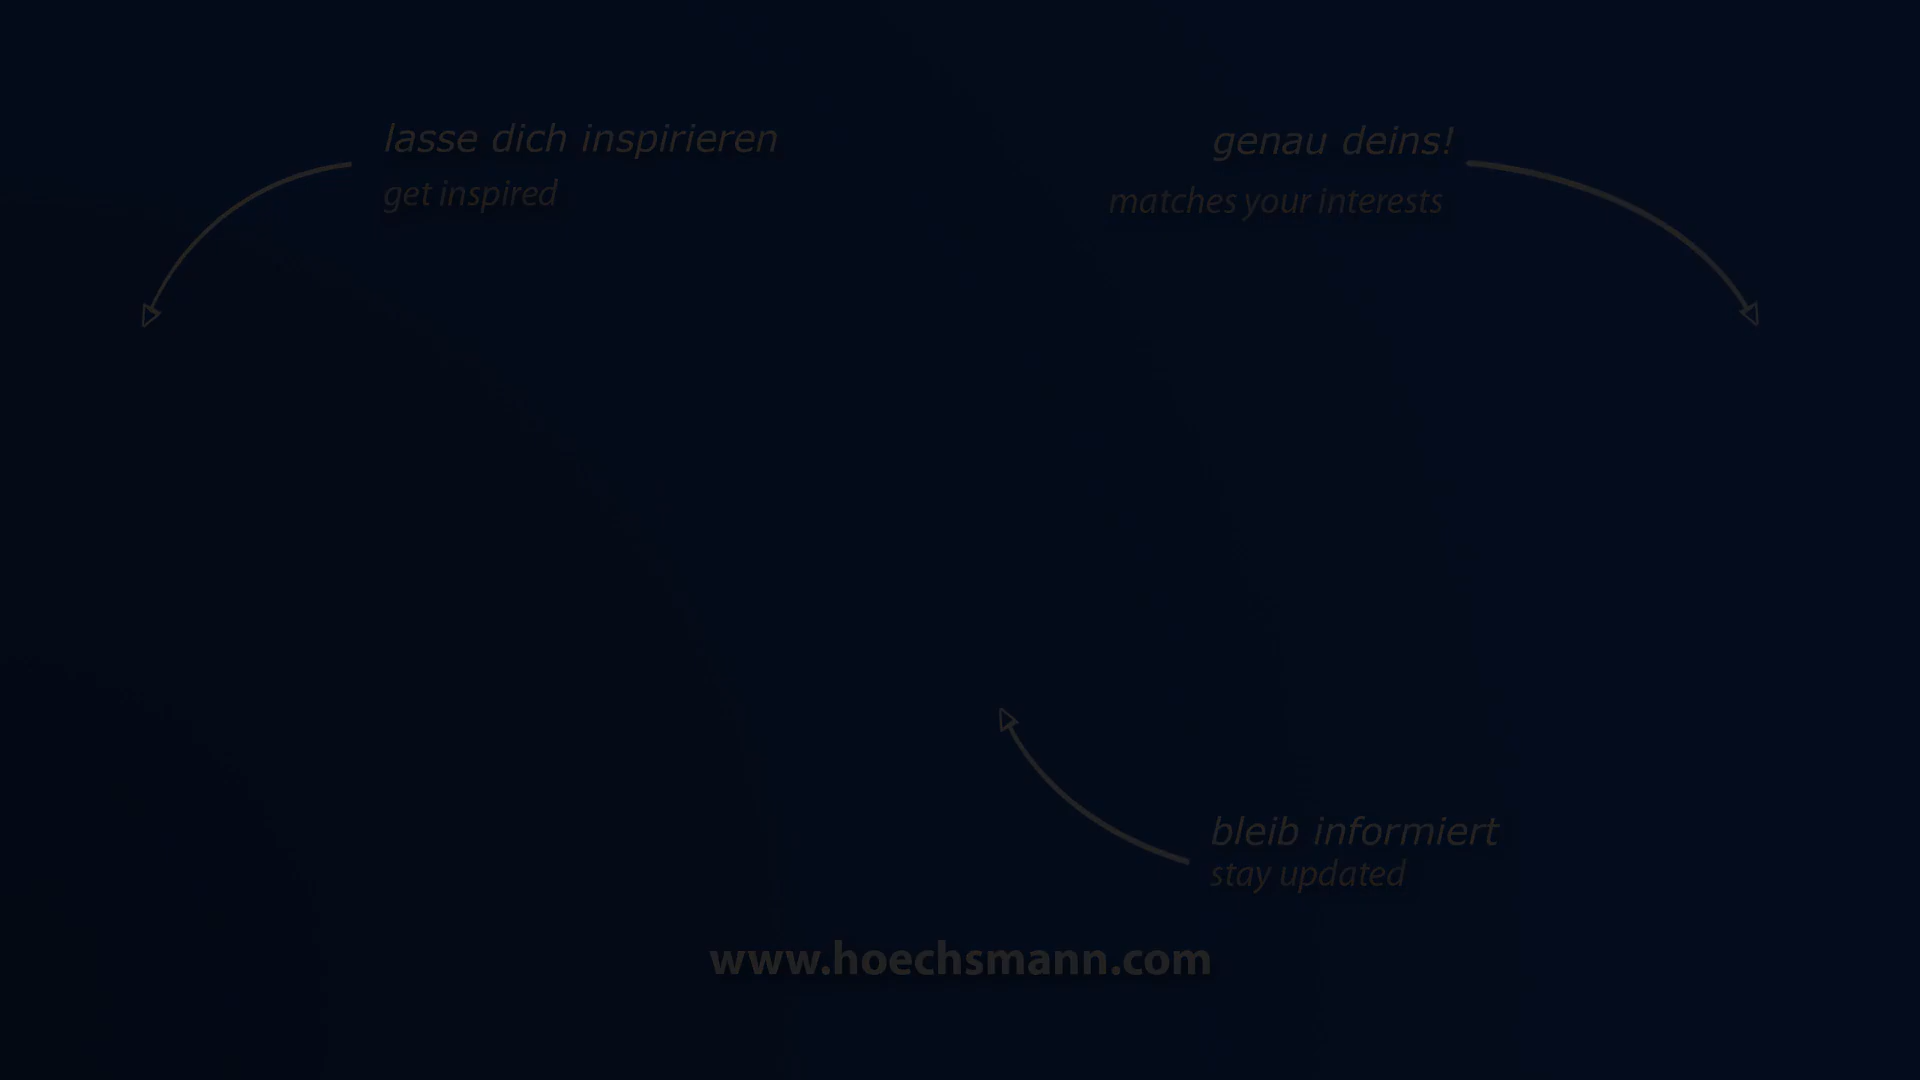 lasse dich inspirieren
get inspired
genau deins!
matches your interests
bleib informiert
stay updated
www.hoechsmann.com